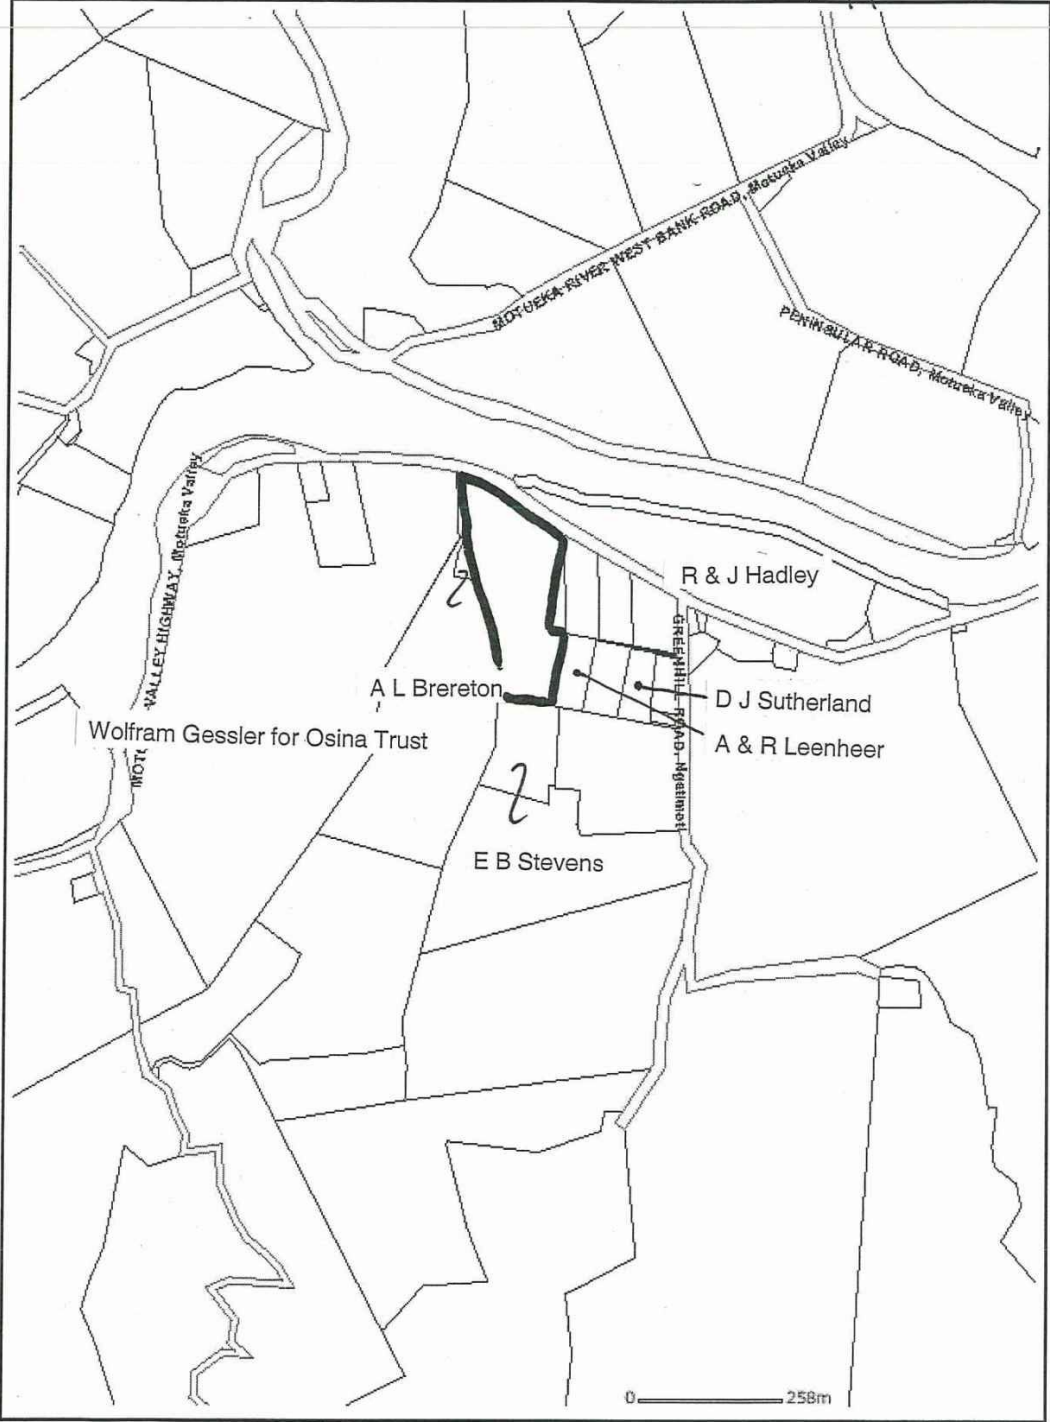 MOTUEKA RIVER WEST BANK ROAD, Motueka Valley
PENINSULAR ROAD, Motueka Valley
VALLEY HIGHWAY, Motueka Valley
MOTU
R & J Hadley
GREENHILL ROAD, Ngatimoti
A L Brereton
D J Sutherland
Wolfram Gessler for Osina Trust
A & R Leenheer
E B Stevens
0 258m